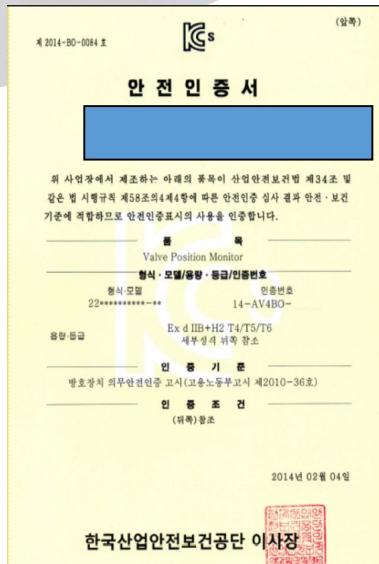 (앞쪽)
제 2014-BO-0084 호
KCs
안전인증서
위 사업장에서 제조하는 아래의 품목이 산업안전보건법 제34조 및
같은 법 시행규칙 제58조의4제4항에 따른 안전인증 심사 결과 안전·보건
기준에 적합하므로 안전인증표시의 사용을 인증합니다.
품 목
Valve Position Monitor
형식·모델/용량·등급/인증번호
형식·모델 인증번호
22**********-** 14-AV4BO-
용량·등급 Ex d IIB+H2 T4/T5/T6
세부성적 뒤쪽 참조
인 증 기 준
방호장치 의무안전인증 고시(고용노동부고시 제2010-36호)
인 증 조 건
(뒤쪽)참조
2014년 02월 04일
한국산업안전보건공단 이사장